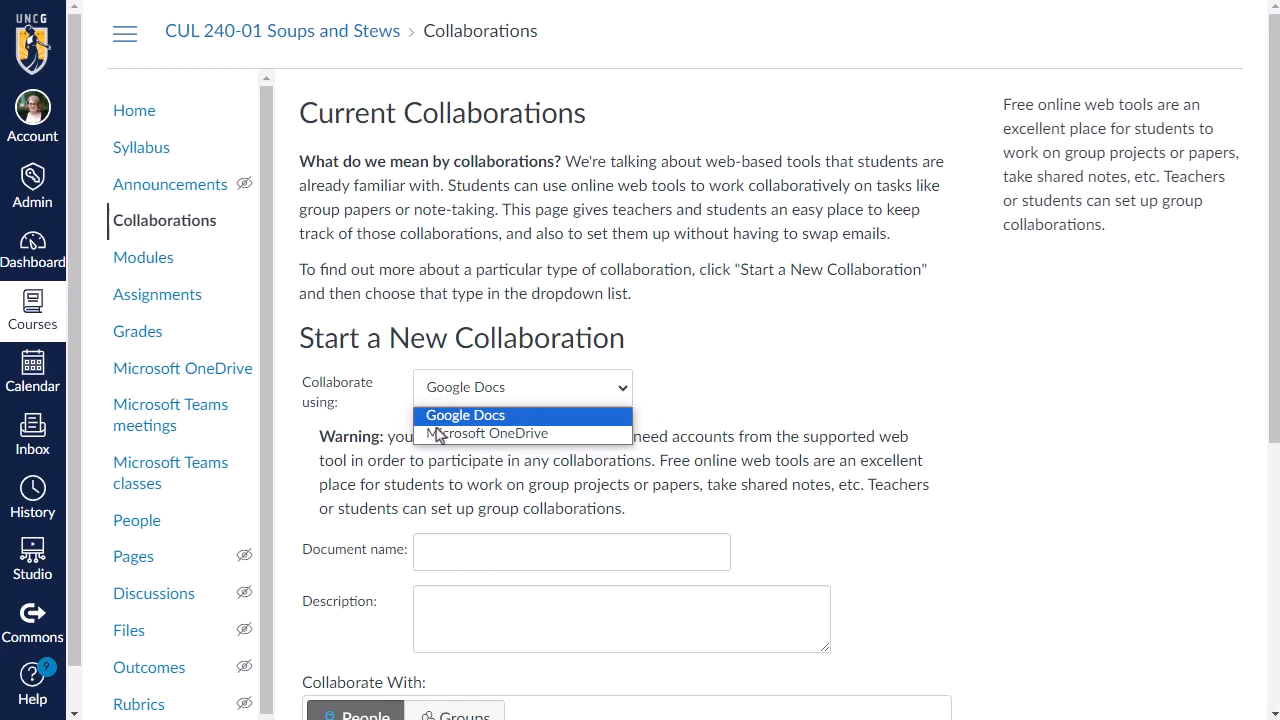 UNCG
Account
Admin
Dashboard
Courses
Calendar
Inbox
History
Studio
Commons
9
Help
CUL 240-01 Soups and Stews › Collaborations
Home
Syllabus
Announcements
Collaborations
Modules
Assignments
Grades
Microsoft OneDrive
Microsoft Teams
meetings
Microsoft Teams
classes
People
Pages
Discussions
Files
Outcomes
Rubrics
Current Collaborations
What do we mean by collaborations? We're talking about web-based tools that students are
already familiar with. Students can use online web tools to work collaboratively on tasks like
group papers or note-taking. This page gives teachers and students an easy place to keep
track of those collaborations, and also to set them up without having to swap emails.
To find out more about a particular type of collaboration, click "Start a New Collaboration"
and then choose that type in the dropdown list.
Start a New Collaboration
Collaborate
using:
Google Docs
Google Docs
Microsoft OneDrive
Warning: you need accounts from the supported web
tool in order to participate in any collaborations. Free online web tools are an excellent
place for students to work on group projects or papers, take shared notes, etc. Teachers
or students can set up group collaborations.
Document name:
Description:
Collaborate With:
People
Groups
Free online web tools are an
excellent place for students to
work on group projects or papers,
take shared notes, etc. Teachers
or students can set up group
collaborations.